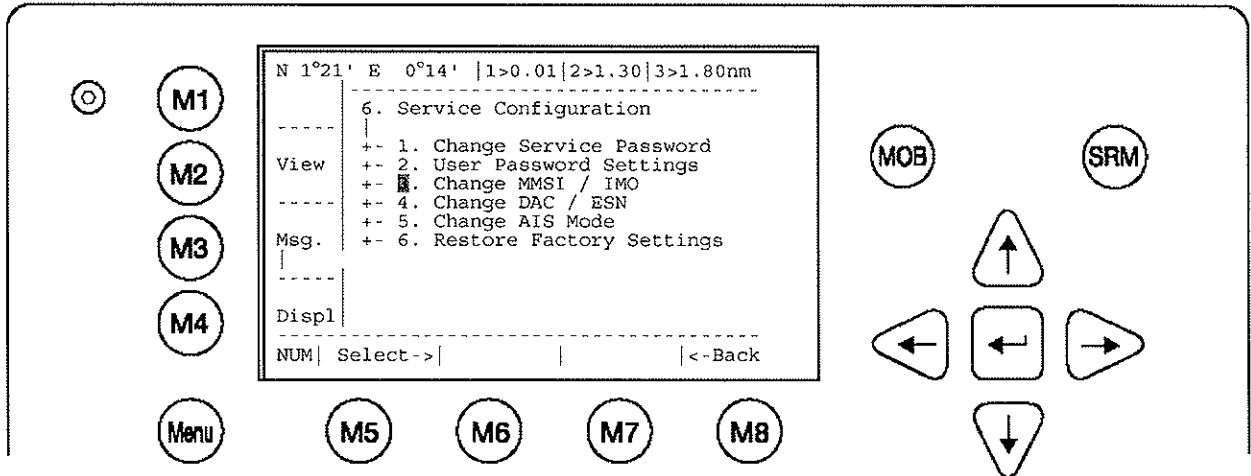 N 1°21' E 0°14' |1>0.01|2>1.30|3>1.80nm
M1
6. Service Configuration
+- 1. Change Service Password
MOB
SRM
M2
View
+- 2. User Password Settings
+- 3. Change MMSI / IMO
+- 4. Change DAC / ESN
+- 5. Change AIS Mode
M3
Msg.
+- 6. Restore Factory Settings
M4
Displ
NUM| Select->| | |<-Back
Menu
M5
M6
M7
M8